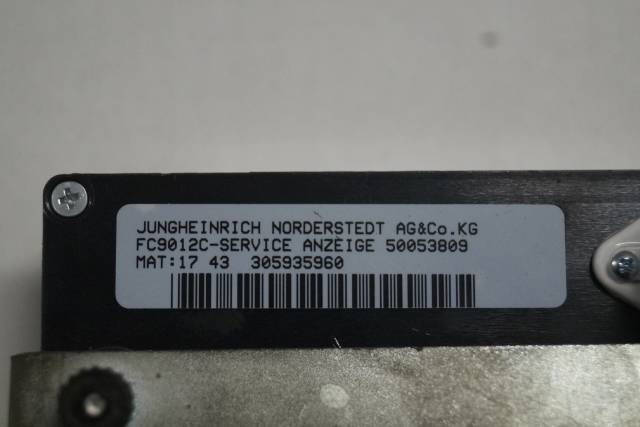 JUNGHEINRICH NORDERSTEDT AG&Co.KG
FC9012C-SERVICE ANZEIGE 50053809
MAT:17 43 305935960